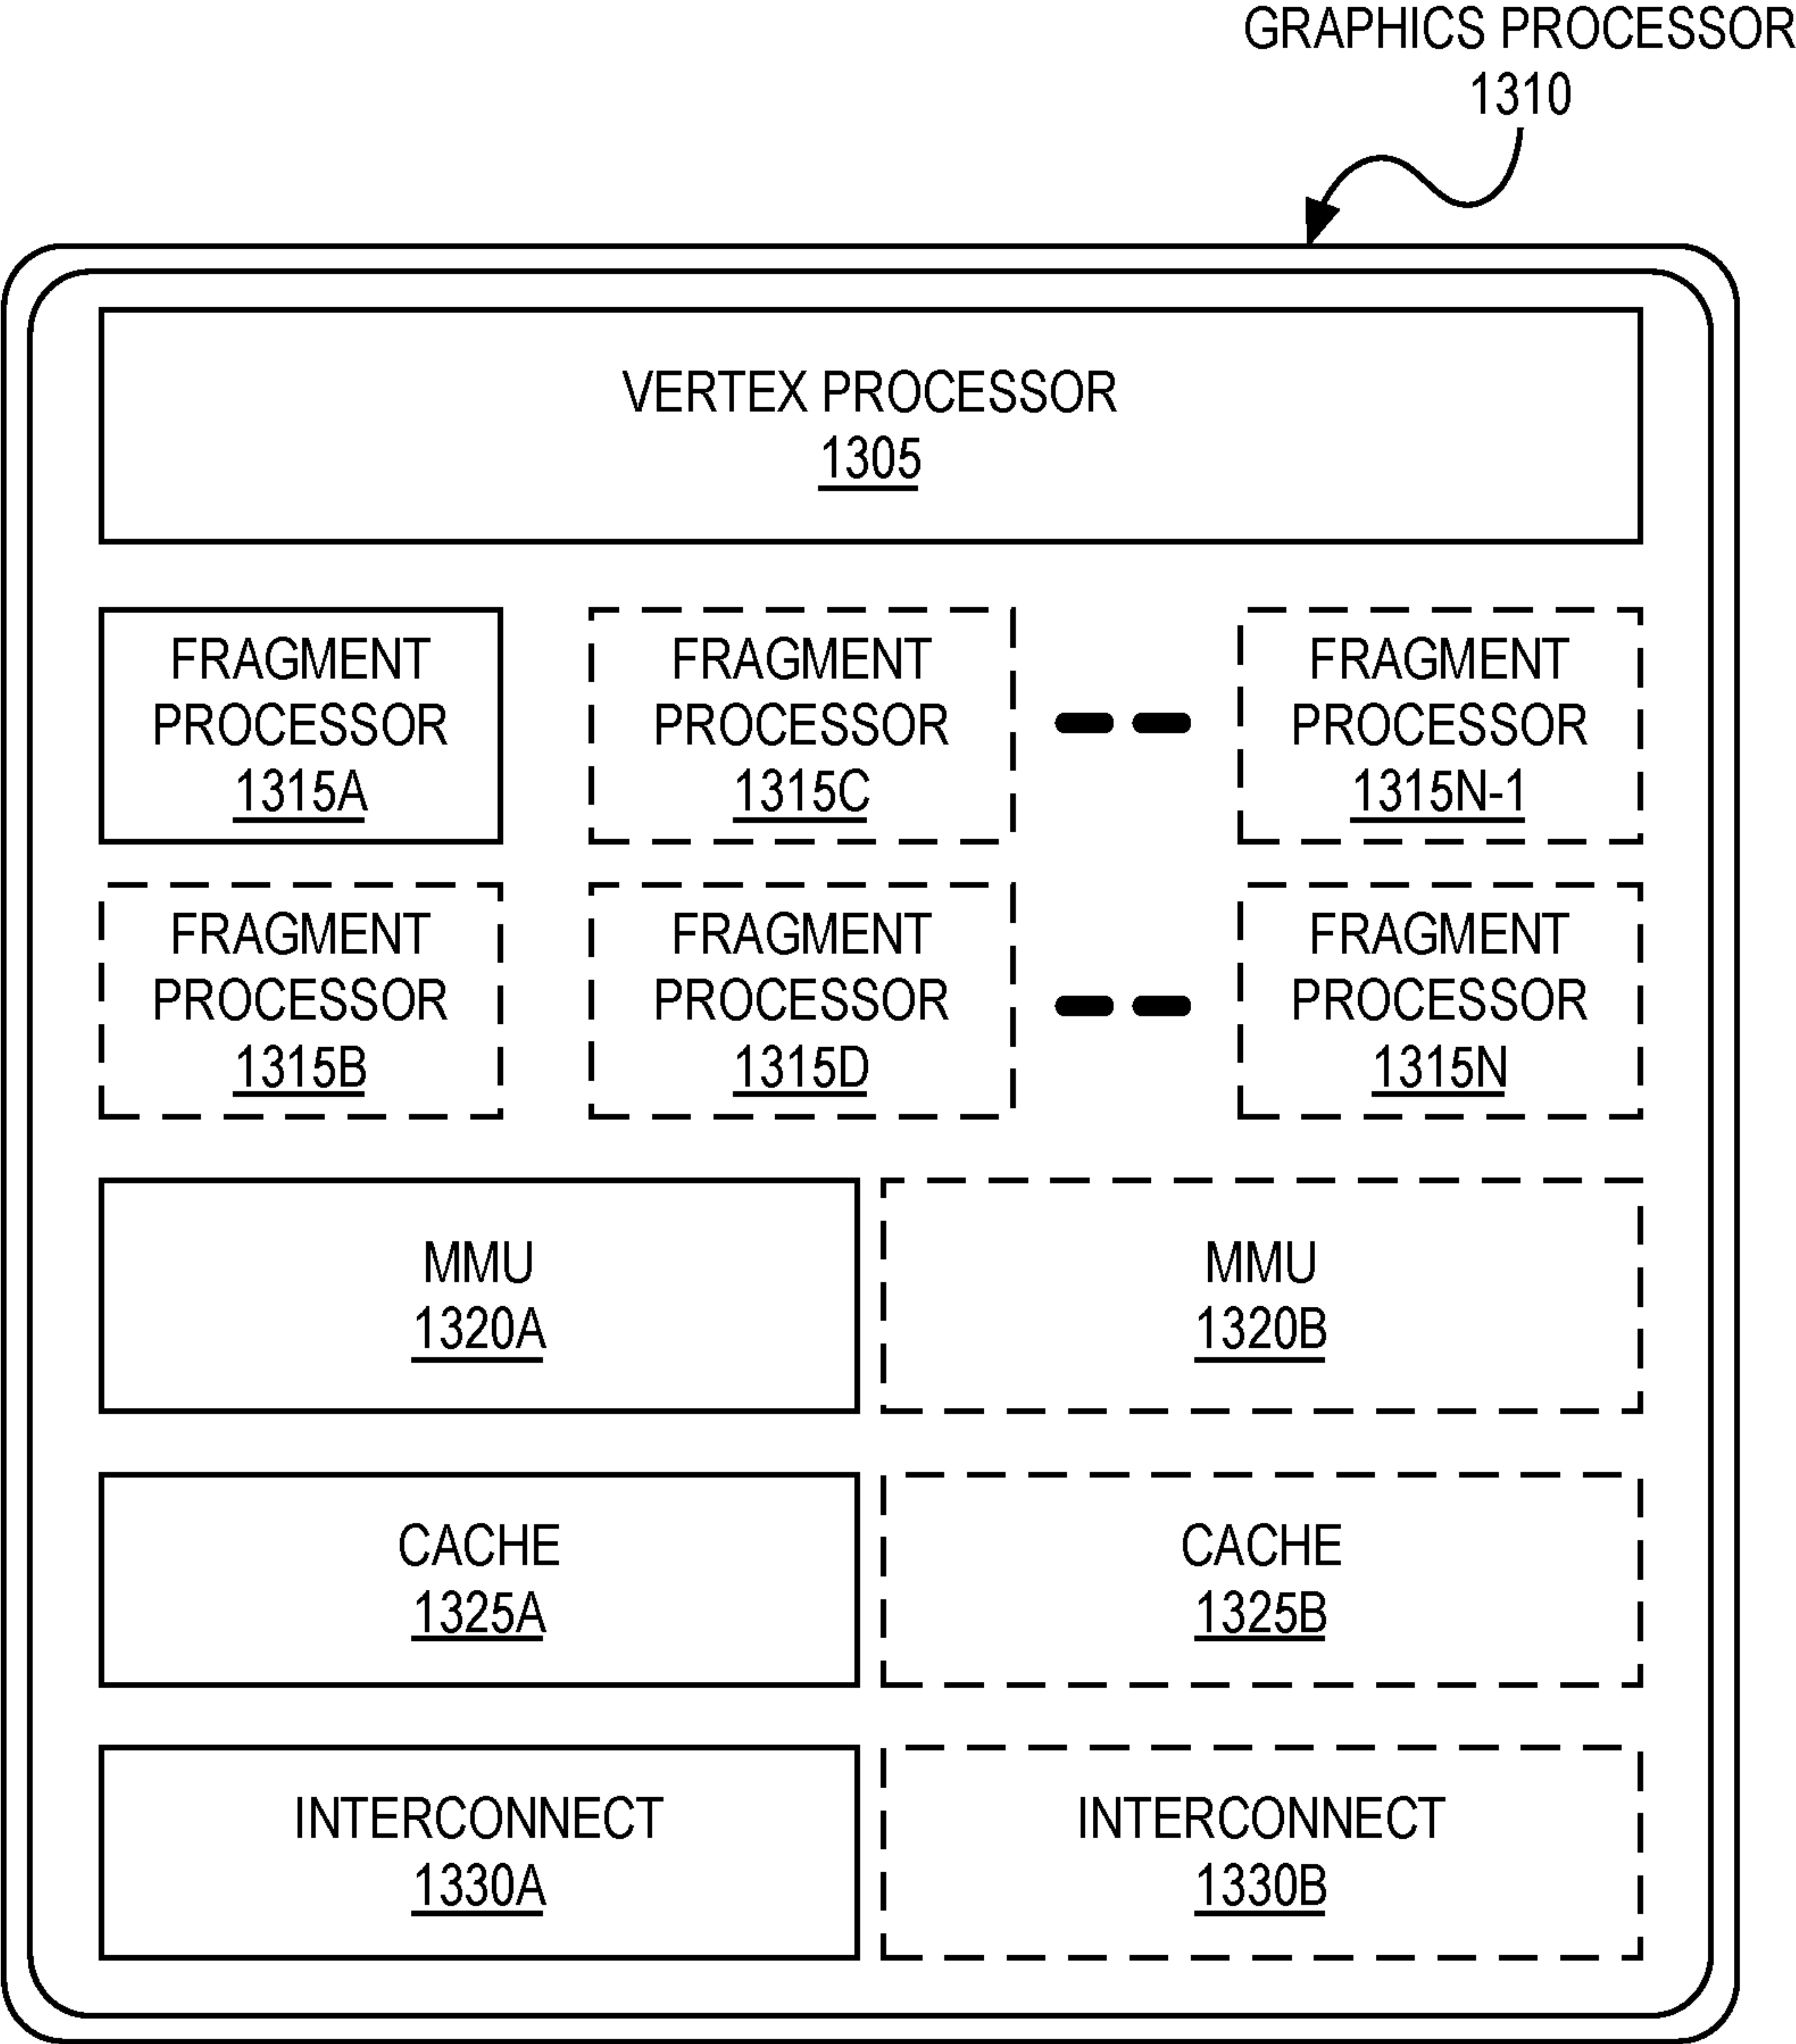 GRAPHICS PROCESSOR
1310
VERTEX PROCESSOR
1305
FRAGMENT
PROCESSOR
1315A
FRAGMENT
PROCESSOR
1315C
FRAGMENT
PROCESSOR
1315N-1
FRAGMENT
PROCESSOR
1315B
FRAGMENT
PROCESSOR
1315D
FRAGMENT
PROCESSOR
1315N
MMU
1320A
MMU
1320B
CACHE
1325A
CACHE
1325B
INTERCONNECT
1330A
INTERCONNECT
1330B